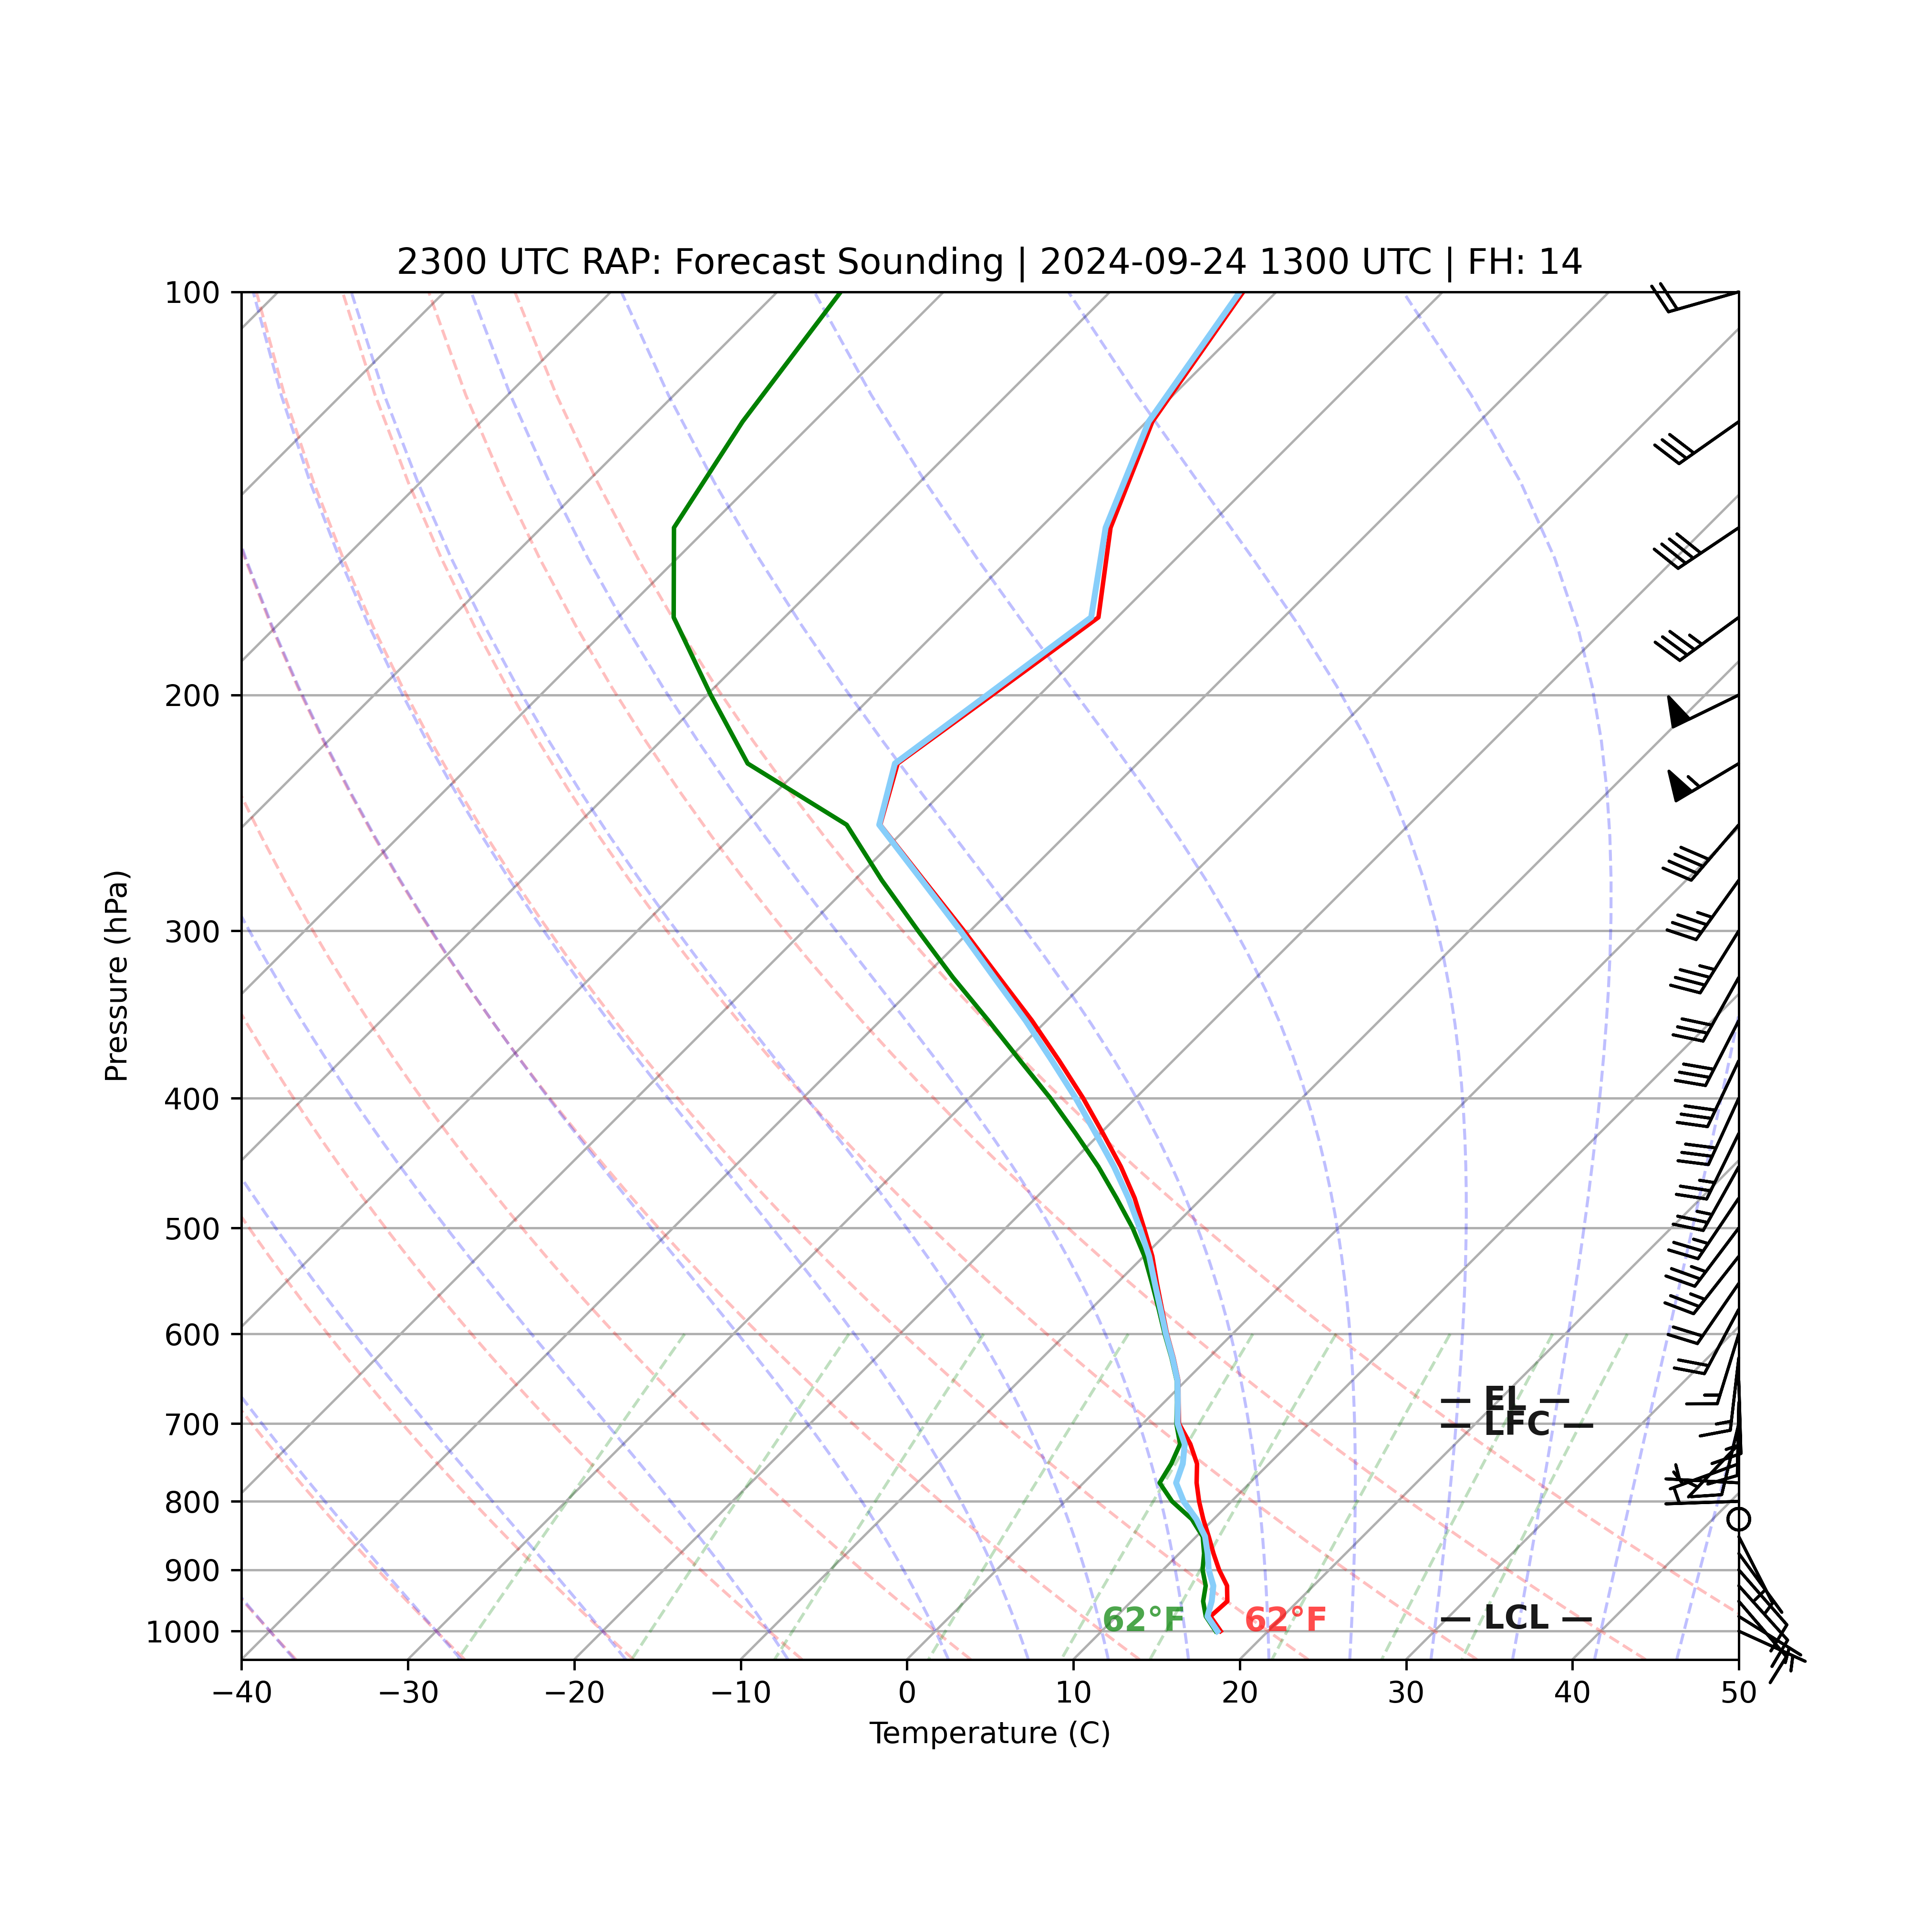 2300 UTC RAP: Forecast Sounding | 2024-09-24 1300 UTC | FH: 14
100
200
300
400
500
600
700
800
900
1000
Pressure (hPa)
— EL —
— LFC —
— LCL —
62°F 62°F
−40 −30 −20 −10 0 10 20 30 40 50
Temperature (C)